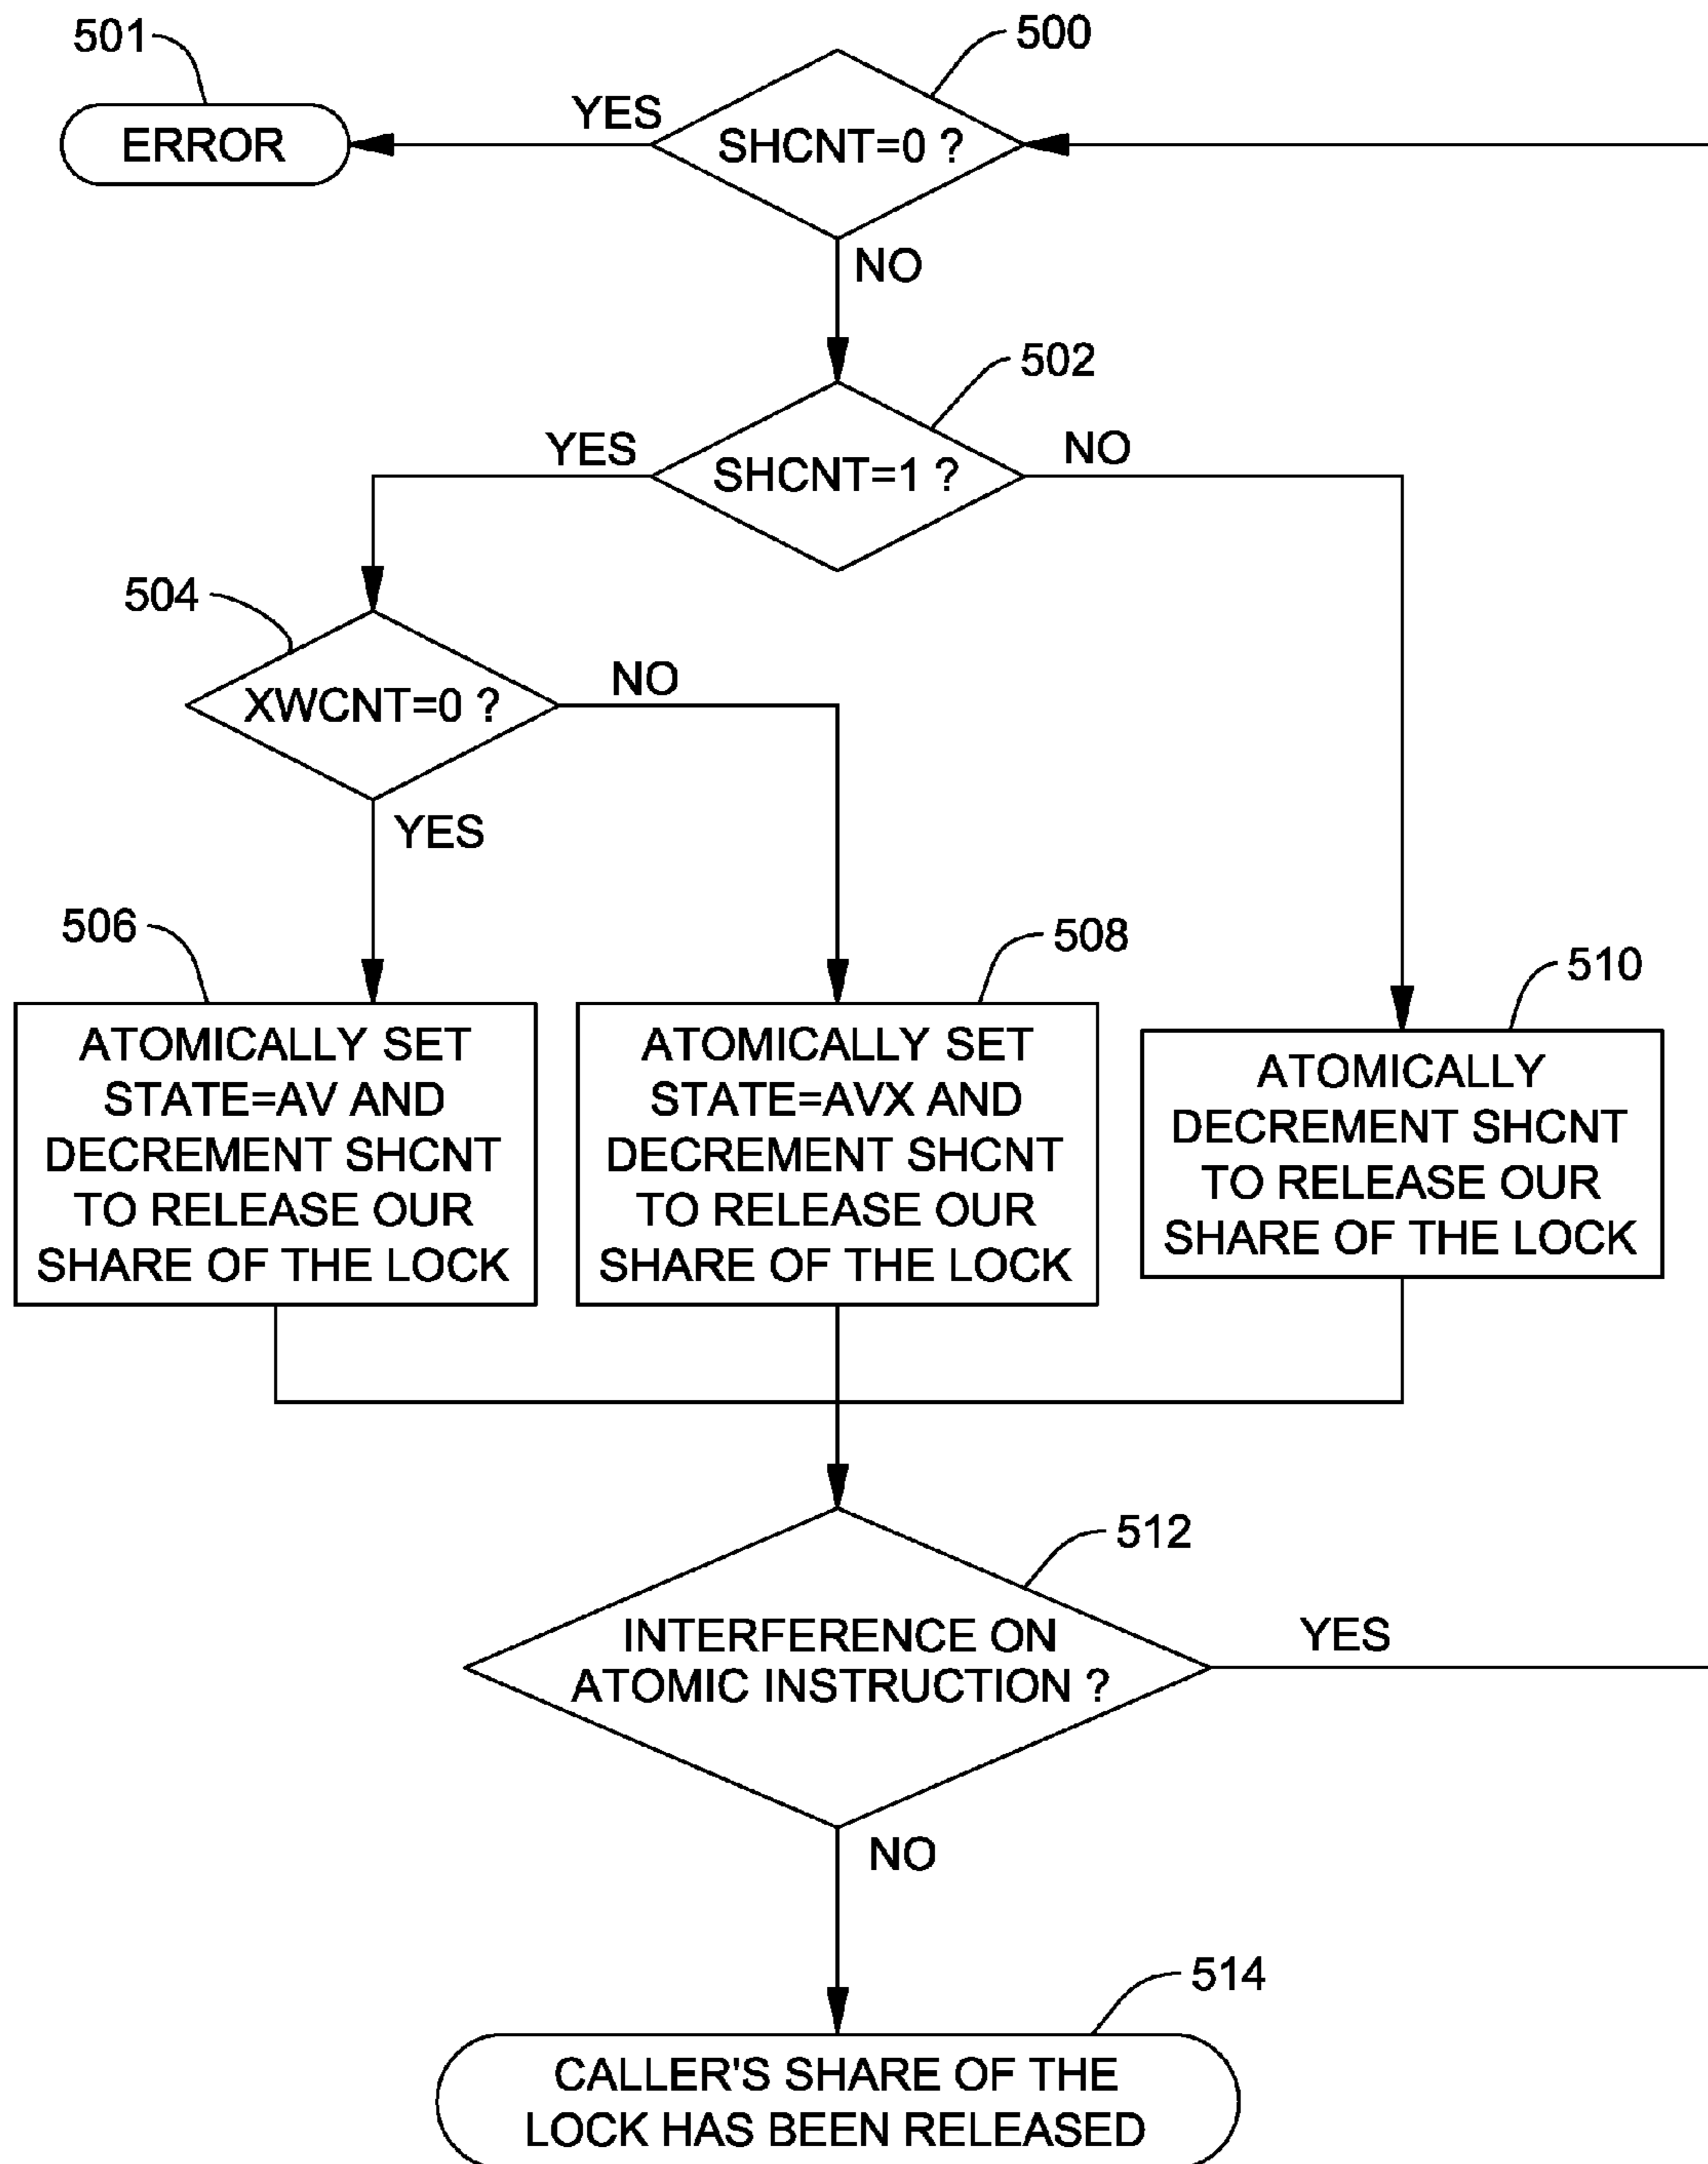 501
500
YES
ERROR
SHCNT=0 ?
NO
502
YES
SHCNT=1 ?
NO
504
XWCNT=0 ?
NO
YES
506
508
510
ATOMICALLY SET
STATE=AV AND
DECREMENT SHCNT
TO RELEASE OUR
SHARE OF THE LOCK
ATOMICALLY SET
STATE=AVX AND
DECREMENT SHCNT
TO RELEASE OUR
SHARE OF THE LOCK
ATOMICALLY
DECREMENT SHCNT
TO RELEASE OUR
SHARE OF THE LOCK
512
INTERFERENCE ON
ATOMIC INSTRUCTION ?
YES
NO
514
CALLER'S SHARE OF THE
LOCK HAS BEEN RELEASED